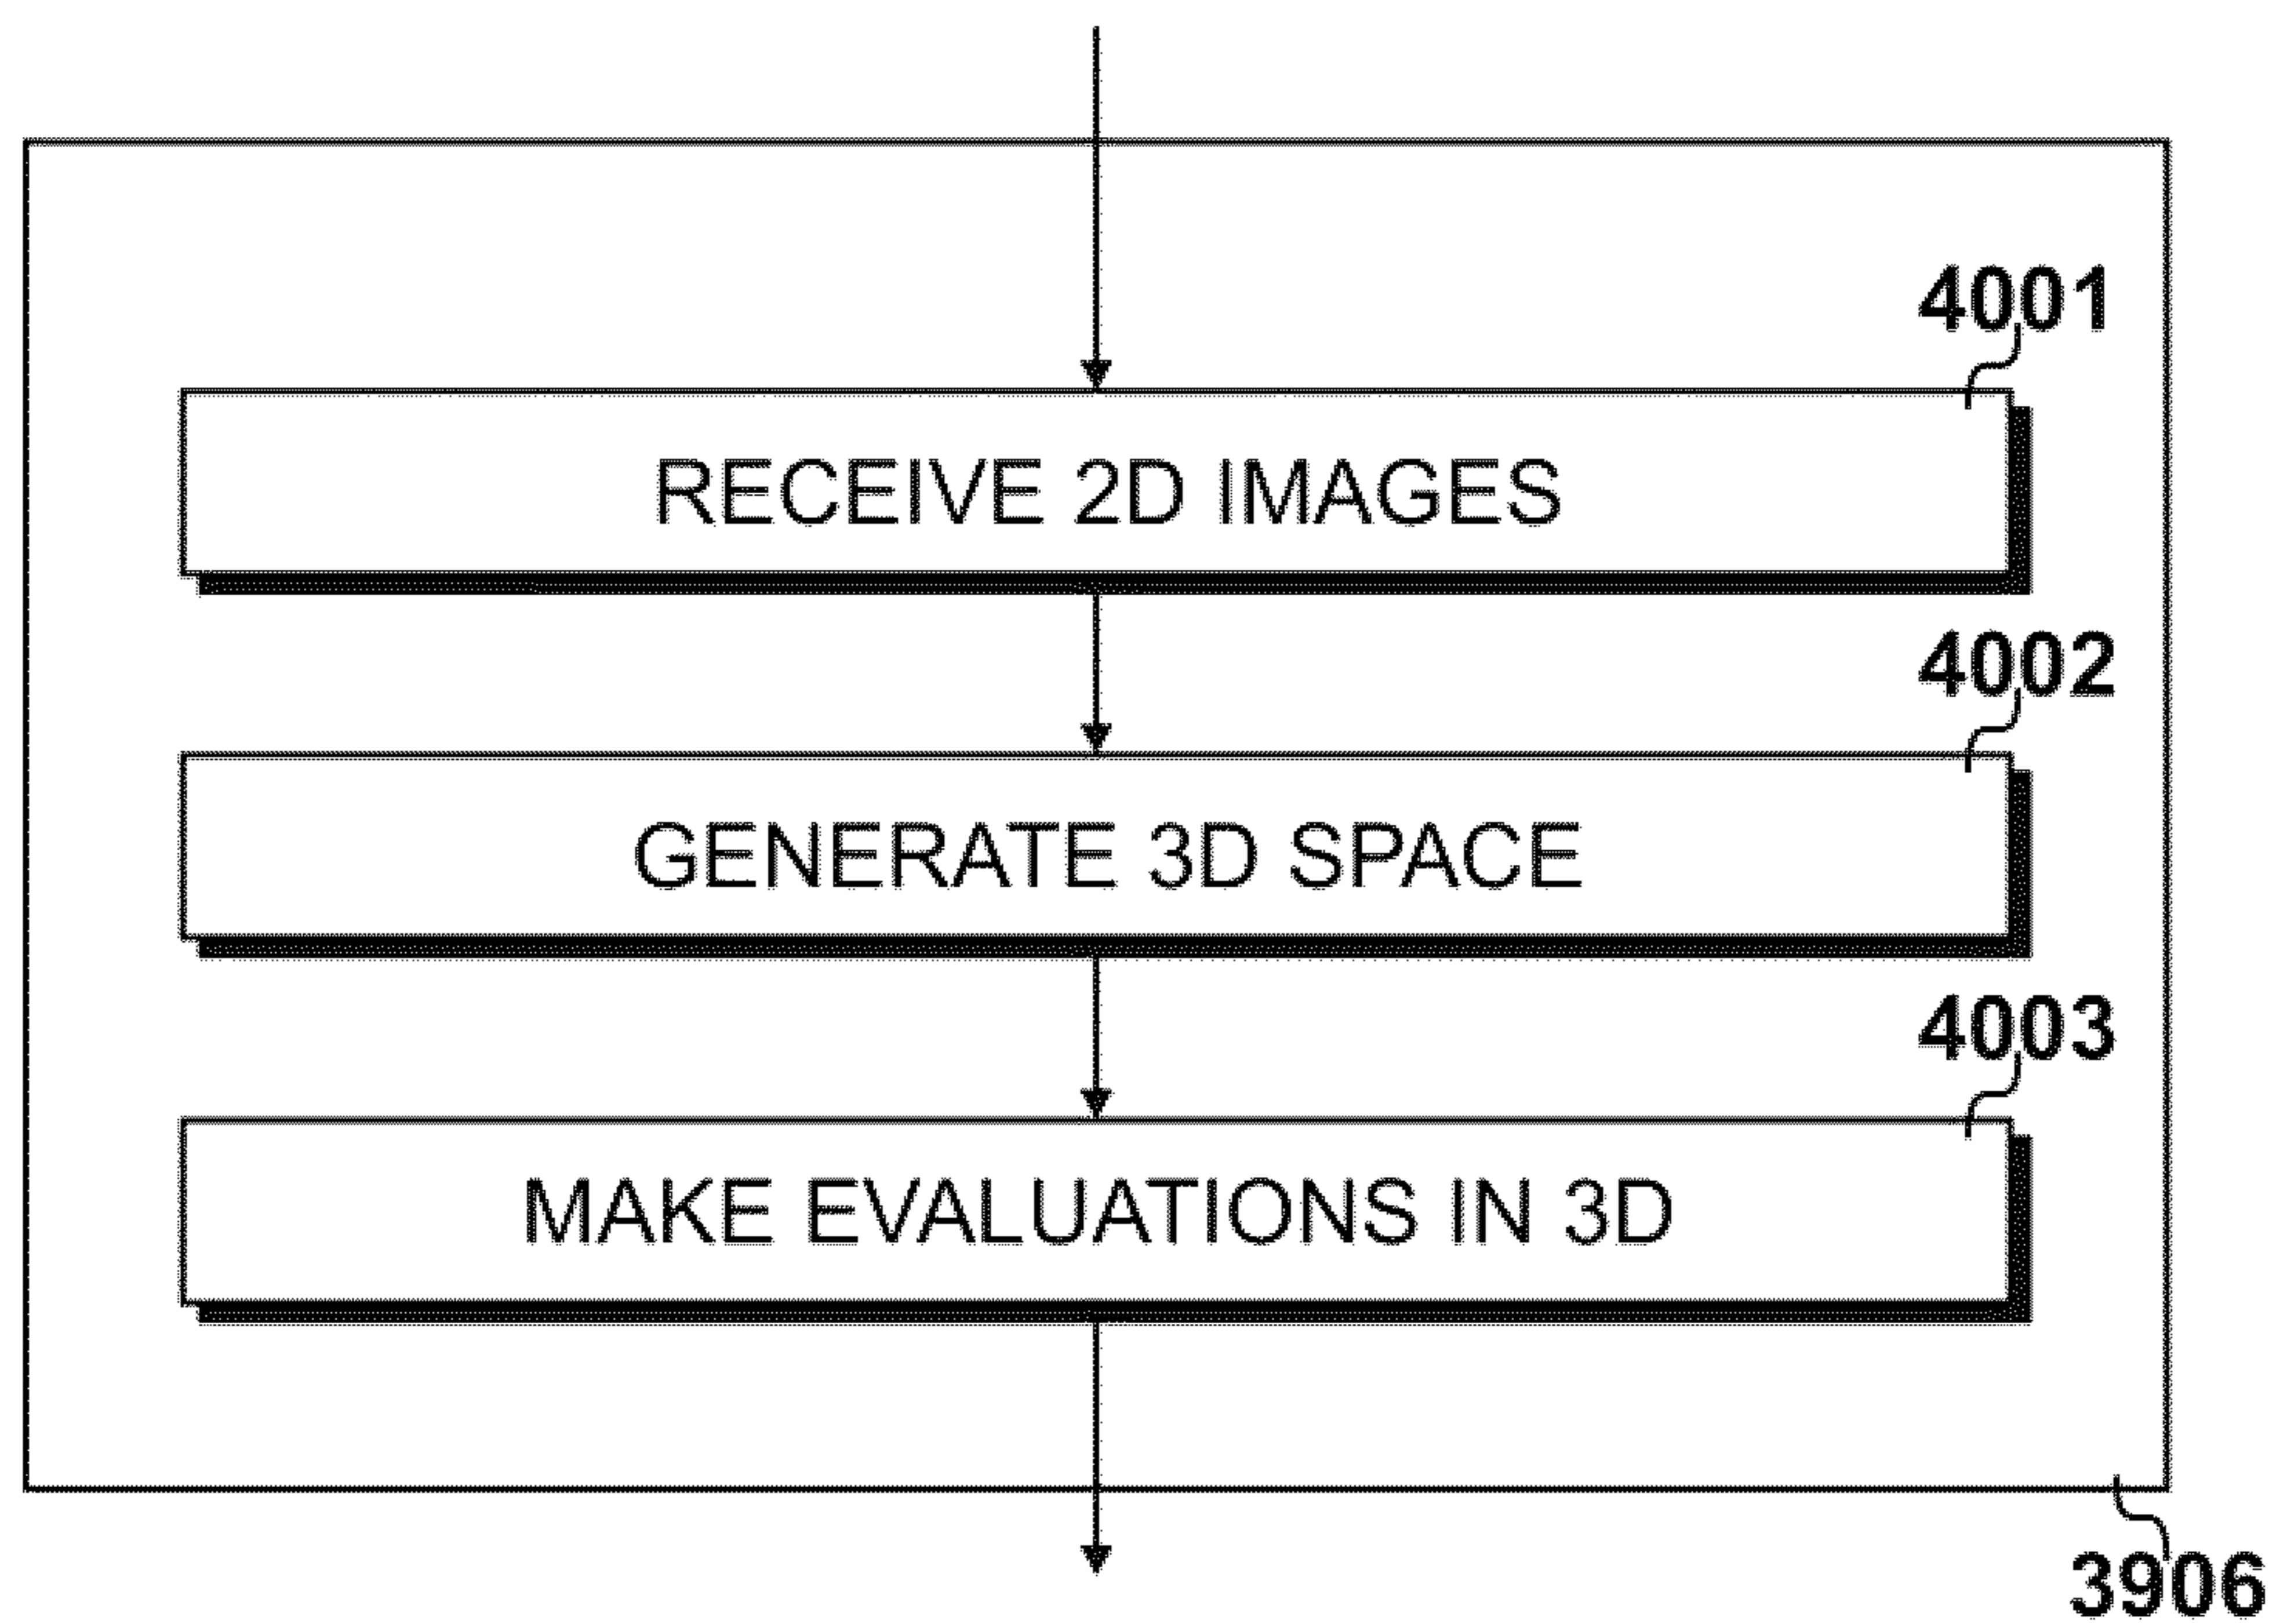 4001
RECEIVE 2D IMAGES
4002
GENERATE 3D SPACE
4003
MAKE EVALUATIONS IN 3D
3906